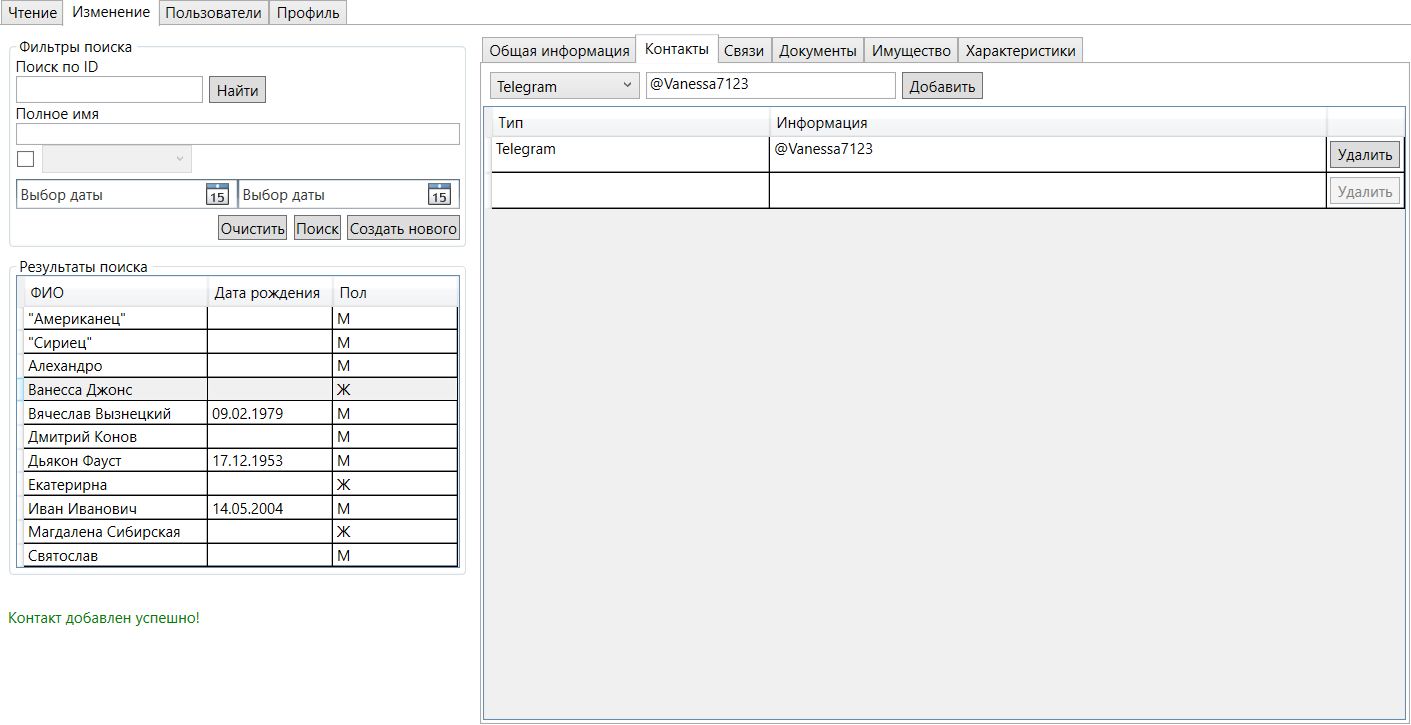 Чтение Изменение Пользователи Профиль
Фильтры поиска
Поиск по ID
Найти
Полное имя
Выбор даты 15 Выбор даты 15
Очистить Поиск Создать нового
Результаты поиска
ФИО Дата рождения Пол
"Американец" М
"Сириец" М
Алехандро М
Ванесса Джонс Ж
Вячеслав Вызнецкий 09.02.1979 М
Дмитрий Конов М
Дьякон Фауст 17.12.1953 М
Екатерирна Ж
Иван Иванович 14.05.2004 М
Магдалена Сибирская Ж
Святослав М
Контакт добавлен успешно!
Общая информация Контакты Связи Документы Имущество Характеристики
Telegram @Vanessa7123 Добавить
Тип Информация
Telegram @Vanessa7123 Удалить
Удалить